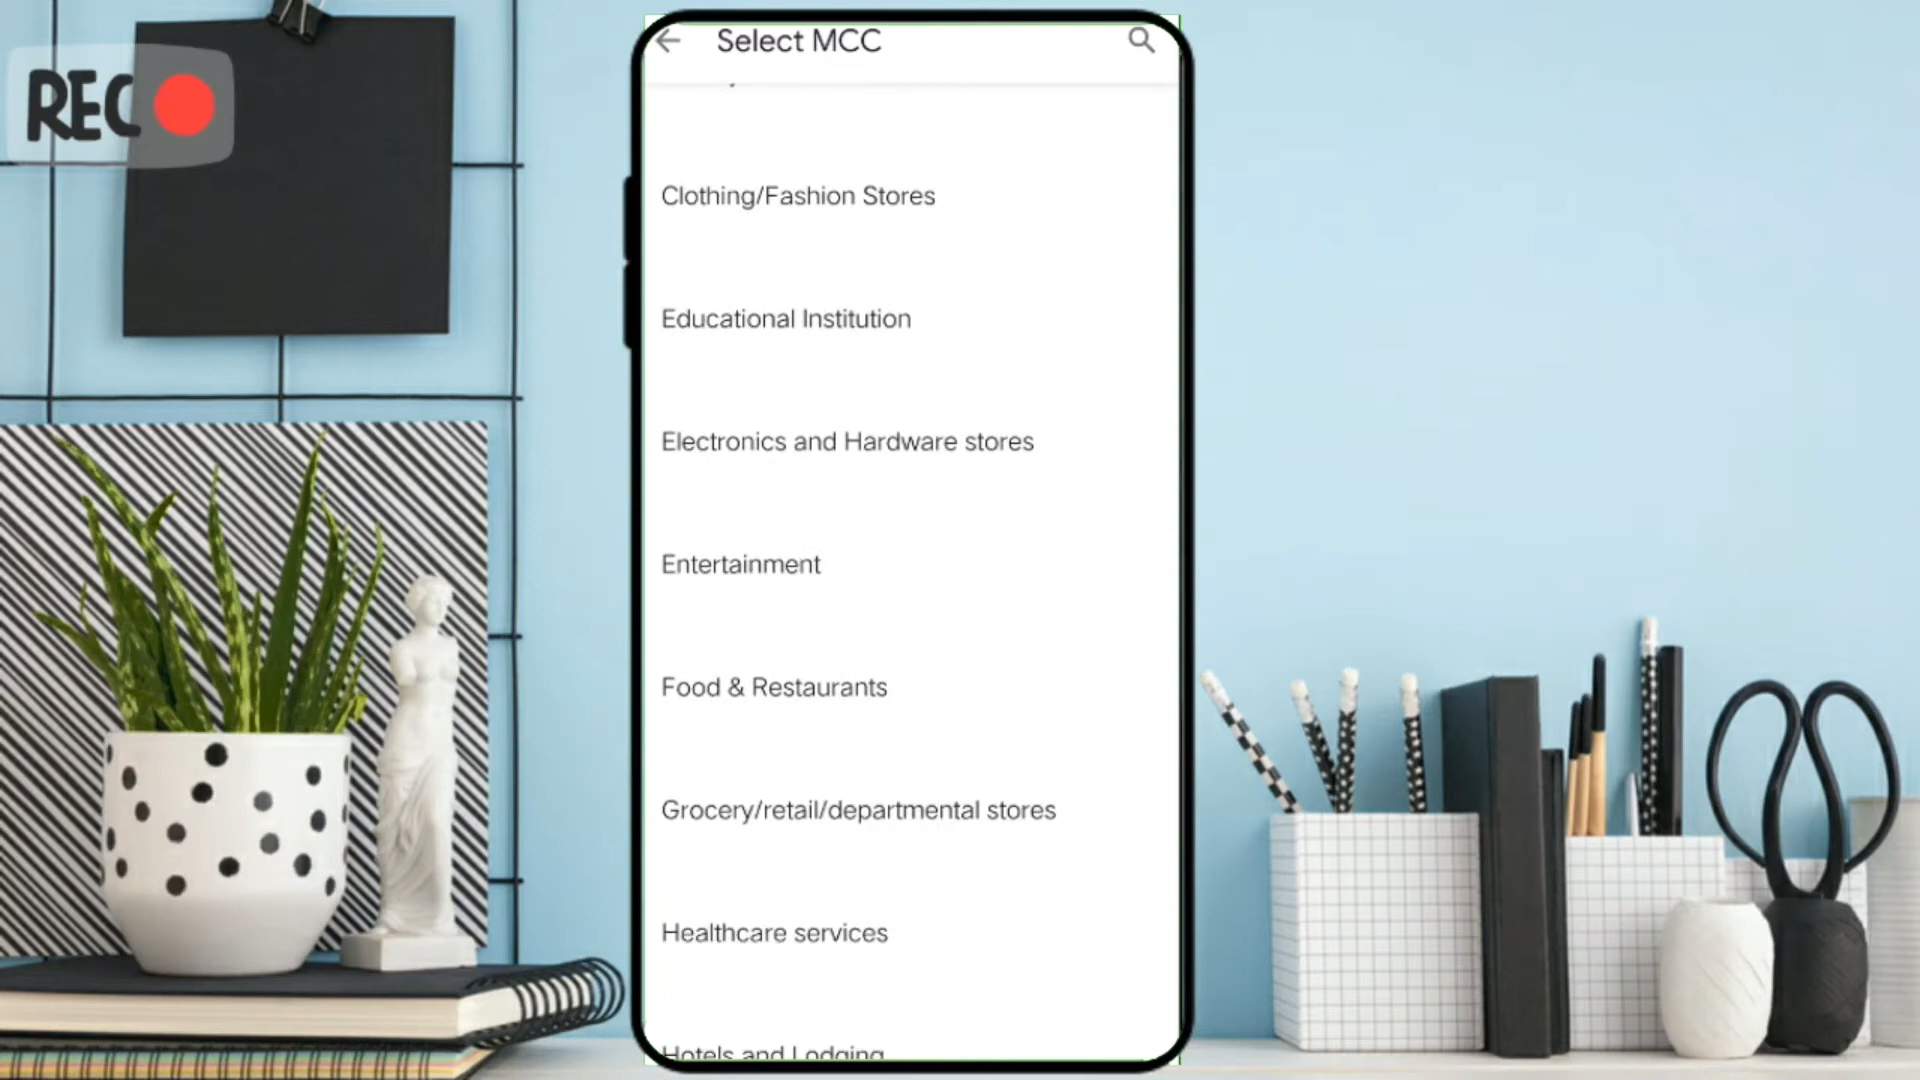 REC
Select MCC
Clothing/Fashion Stores
Educational Institution
Electronics and Hardware stores
Entertainment
Food & Restaurants
Grocery/retail/departmental stores
Healthcare services
Hotels and Lodging